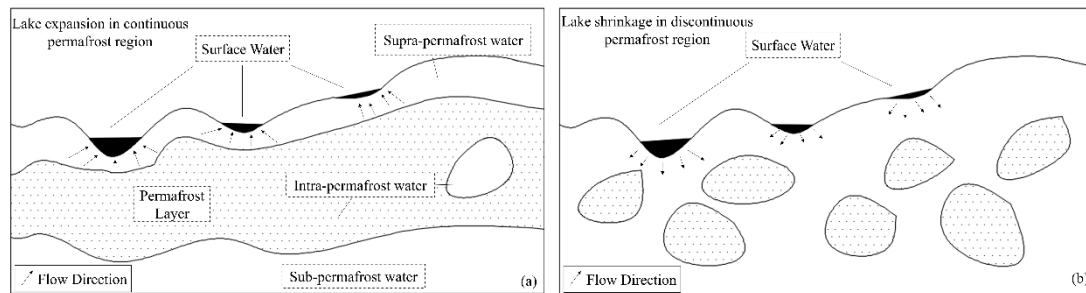 Lake expansion in continuous
permafrost region
Surface Water
Supra-permafrost water
Intra-permafrost water
Permafrost
Layer
Sub-permafrost water
Flow Direction
(a)
Lake shrinkage in discontinuous
permafrost region
Surface Water
Flow Direction
(b)